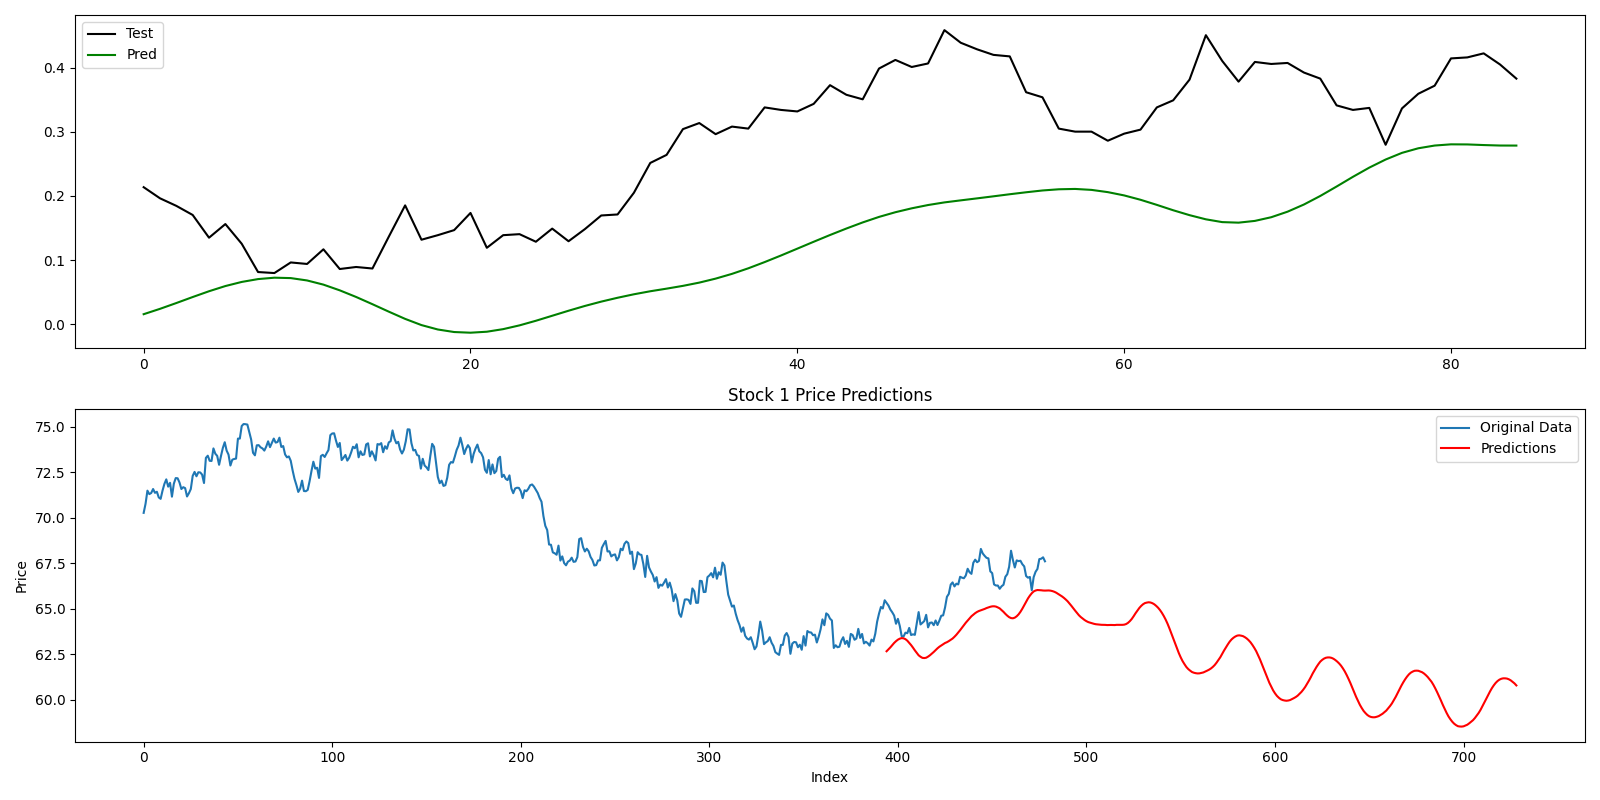 Test
Pred
0.4
0.3
0.2
0.1
0.0
0 20 40 60 80
Stock 1 Price Predictions
Original Data
Predictions
75.0
72.5
70.0
67.5
65.0
62.5
60.0
Price
0 100 200 300 400 500 600 700
Index